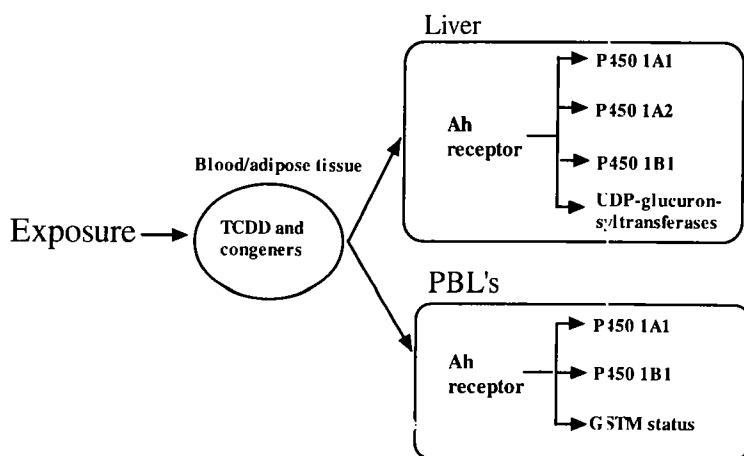 Liver
P450 1A1
P450 1A2
Ah
receptor
P450 1B1
UDP-glucuron-
syltransferases
Blood/adipose tissue
Exposure
TCDD and
congeners
PBL's
P450 1A1
Ah
receptor
P450 1B1
GSTM status